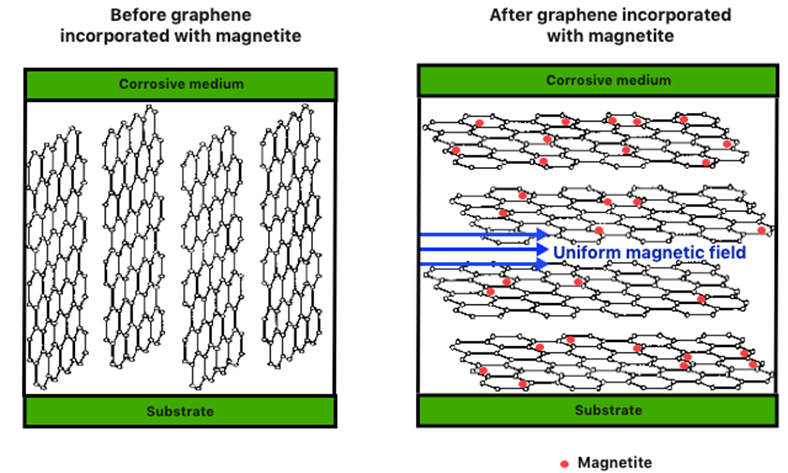 Before graphene
incorporated with magnetite
After graphene incorporated
with magnetite
Corrosive medium
Corrosive medium
Uniform magnetic field
Substrate
Substrate
Magnetite